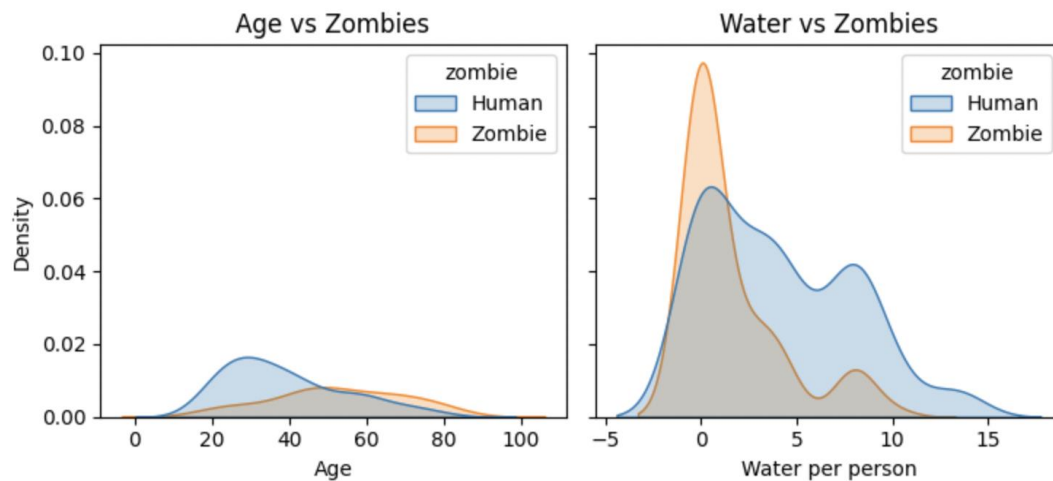 Age vs Zombies
zombie
Human
Zombie
Density
0.10
0.08
0.06
0.04
0.02
0.00
0
20
40
60
80
100
Age
Water vs Zombies
zombie
Human
Zombie
−5
0
5
10
15
Water per person